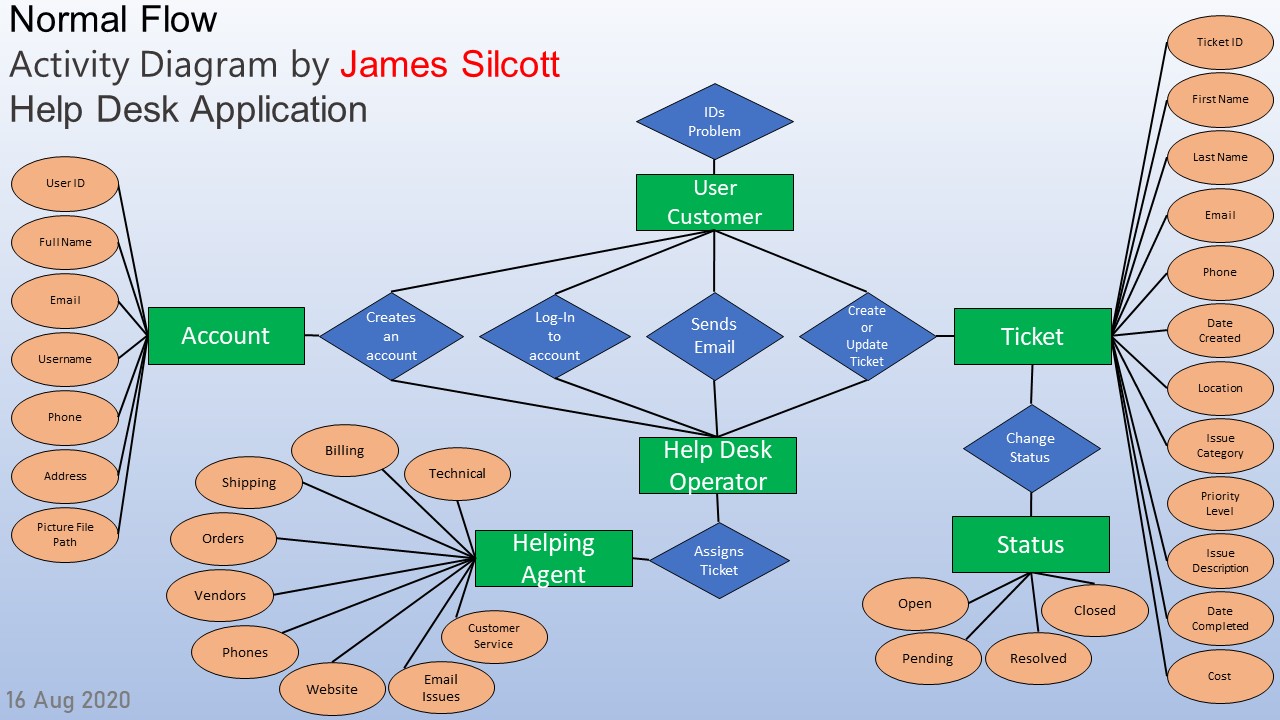 Normal Flow
Activity Diagram by James Silcott
Help Desk Application
IDs
Problem
User
Customer
User ID
Full Name
Email
Username
Phone
Address
Picture File
Path
Account
Creates
an
account
Log-In
to
account
Sends
Email
Create
or
Update
Ticket
Ticket
Ticket ID
First Name
Last Name
Email
Phone
Date
Created
Location
Issue
Category
Priority
Level
Issue
Description
Date
Completed
Cost
Help Desk
Operator
Change
Status
Assigns
Ticket
Status
Open
Pending
Resolved
Closed
Helping
Agent
Technical
Billing
Shipping
Orders
Vendors
Phones
Website
Email
Issues
Customer
Service
16 Aug 2020